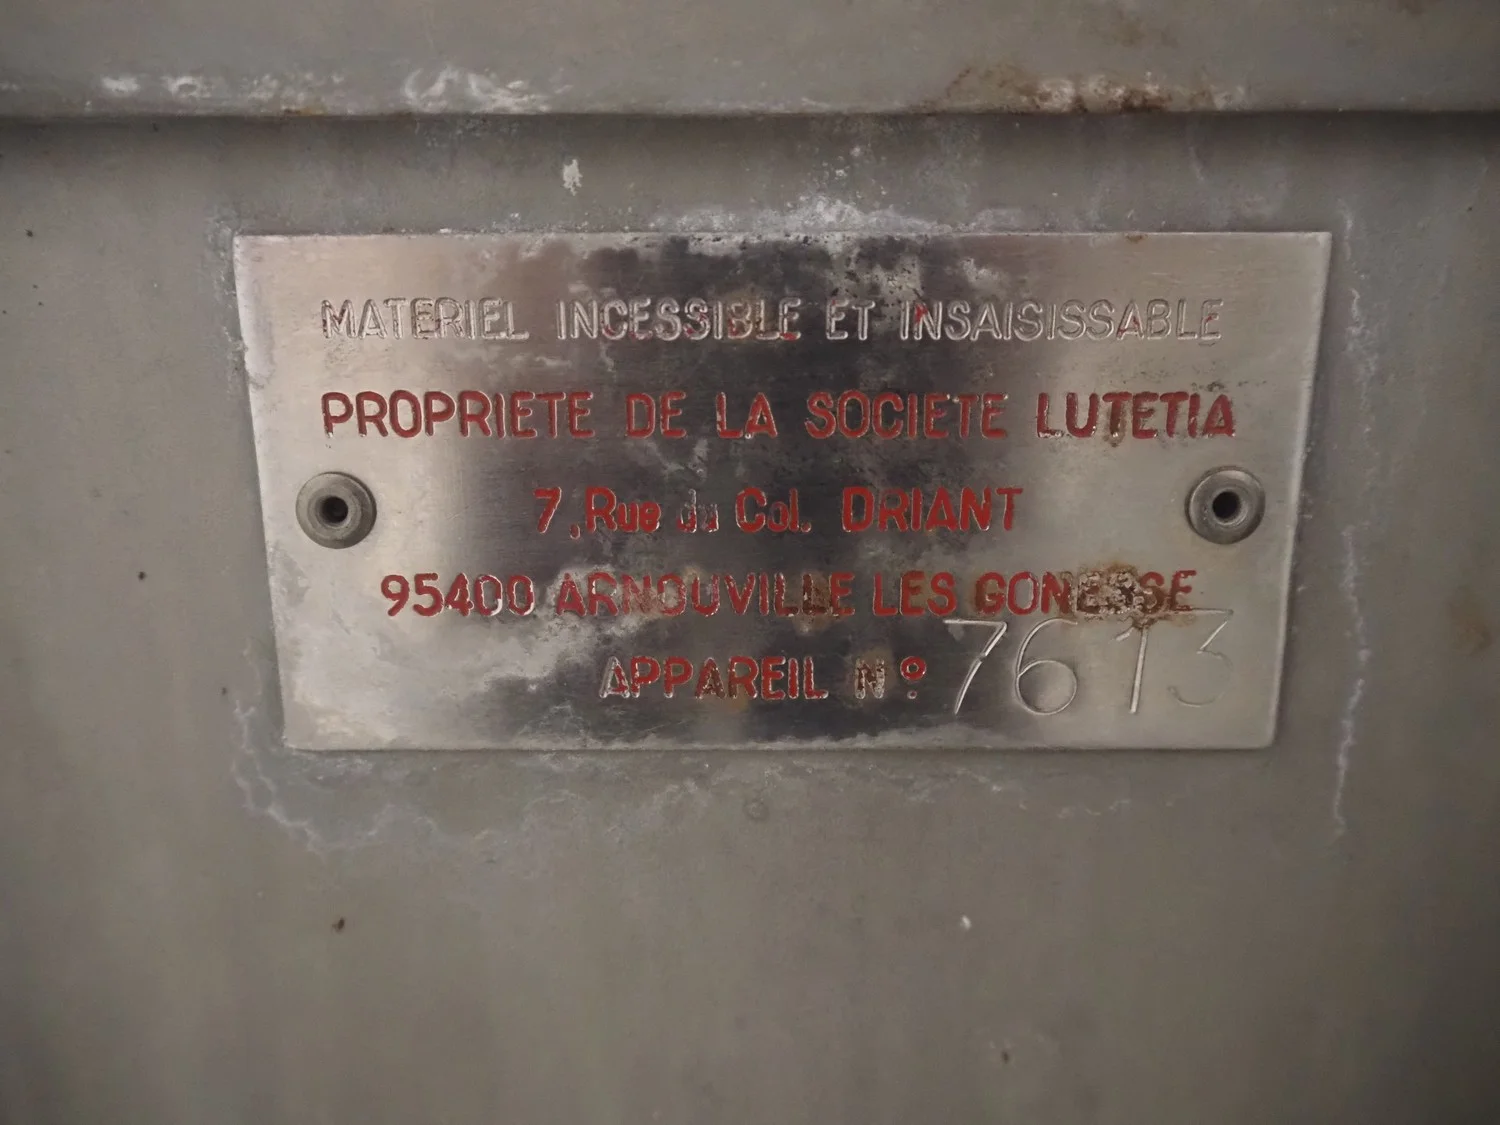 MATERIEL INCESSIBLE ET INSAISISSABLE
PROPRIETE DE LA SOCIETE LUTETIA
7, Rue du Col. DRIANT
95400 ARNOUVILLE LES GONESSE
APPAREIL Nº 7613